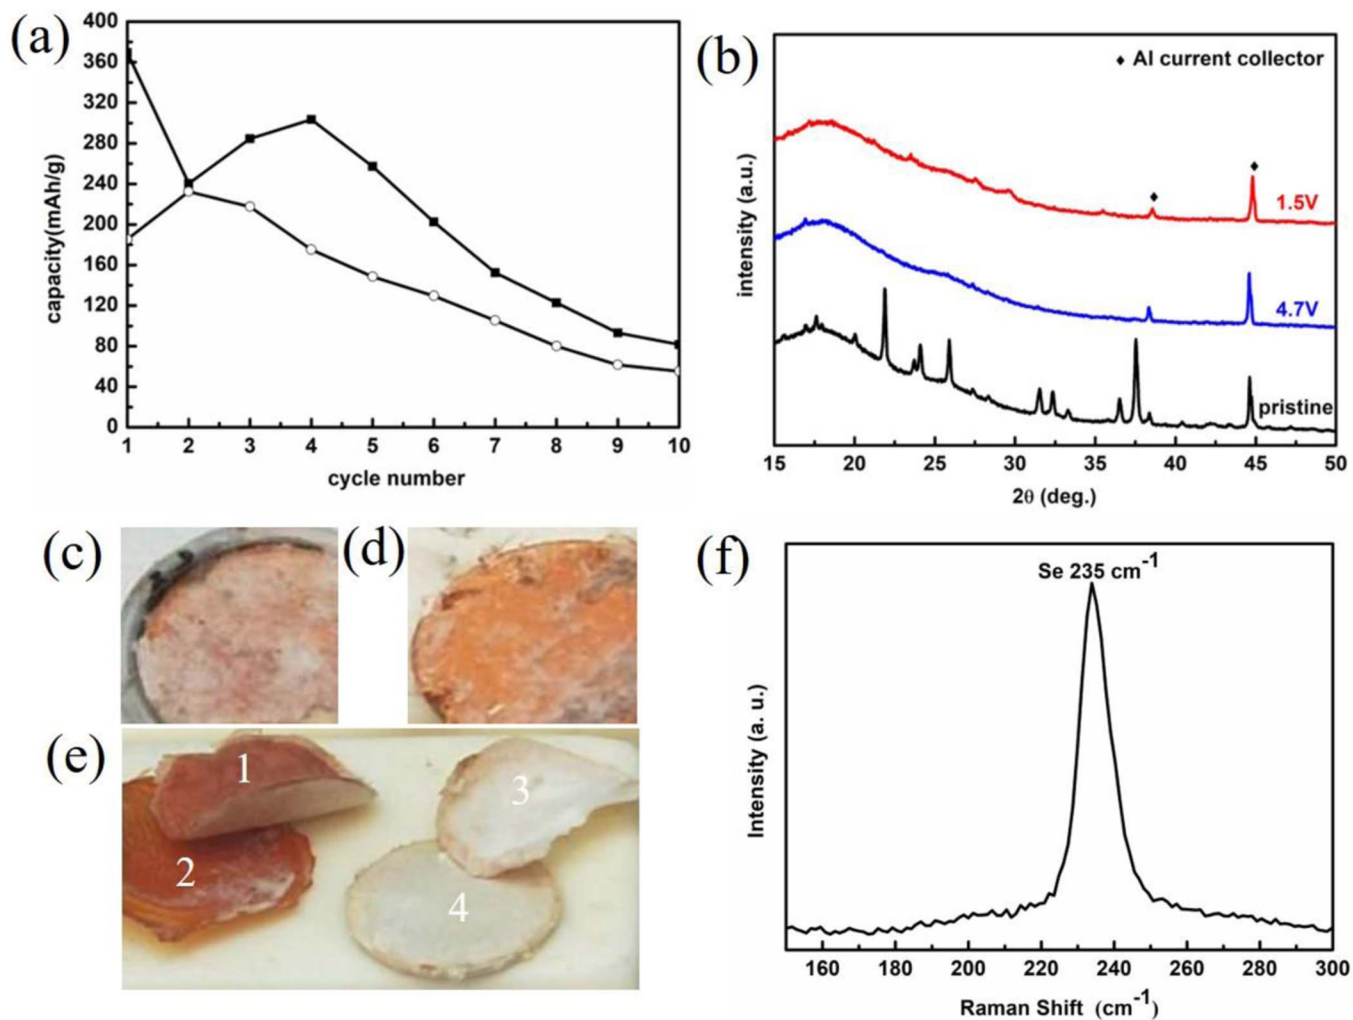 (a)
400
360
320
280
240
200
160
120
80
40
0
capacity(mAh/g)
1 2 3 4 5 6 7 8 9 10
cycle number
(b)
♦ Al current collector
1.5V
4.7V
pristine
intensity (a.u.)
15 20 25 30 35 40 45 50
2θ (deg.)
(c)
(d)
(e)
1
2
3
4
(f)
Se 235 cm⁻¹
Intensity (a. u.)
160 180 200 220 240 260 280 300
Raman Shift (cm⁻¹)